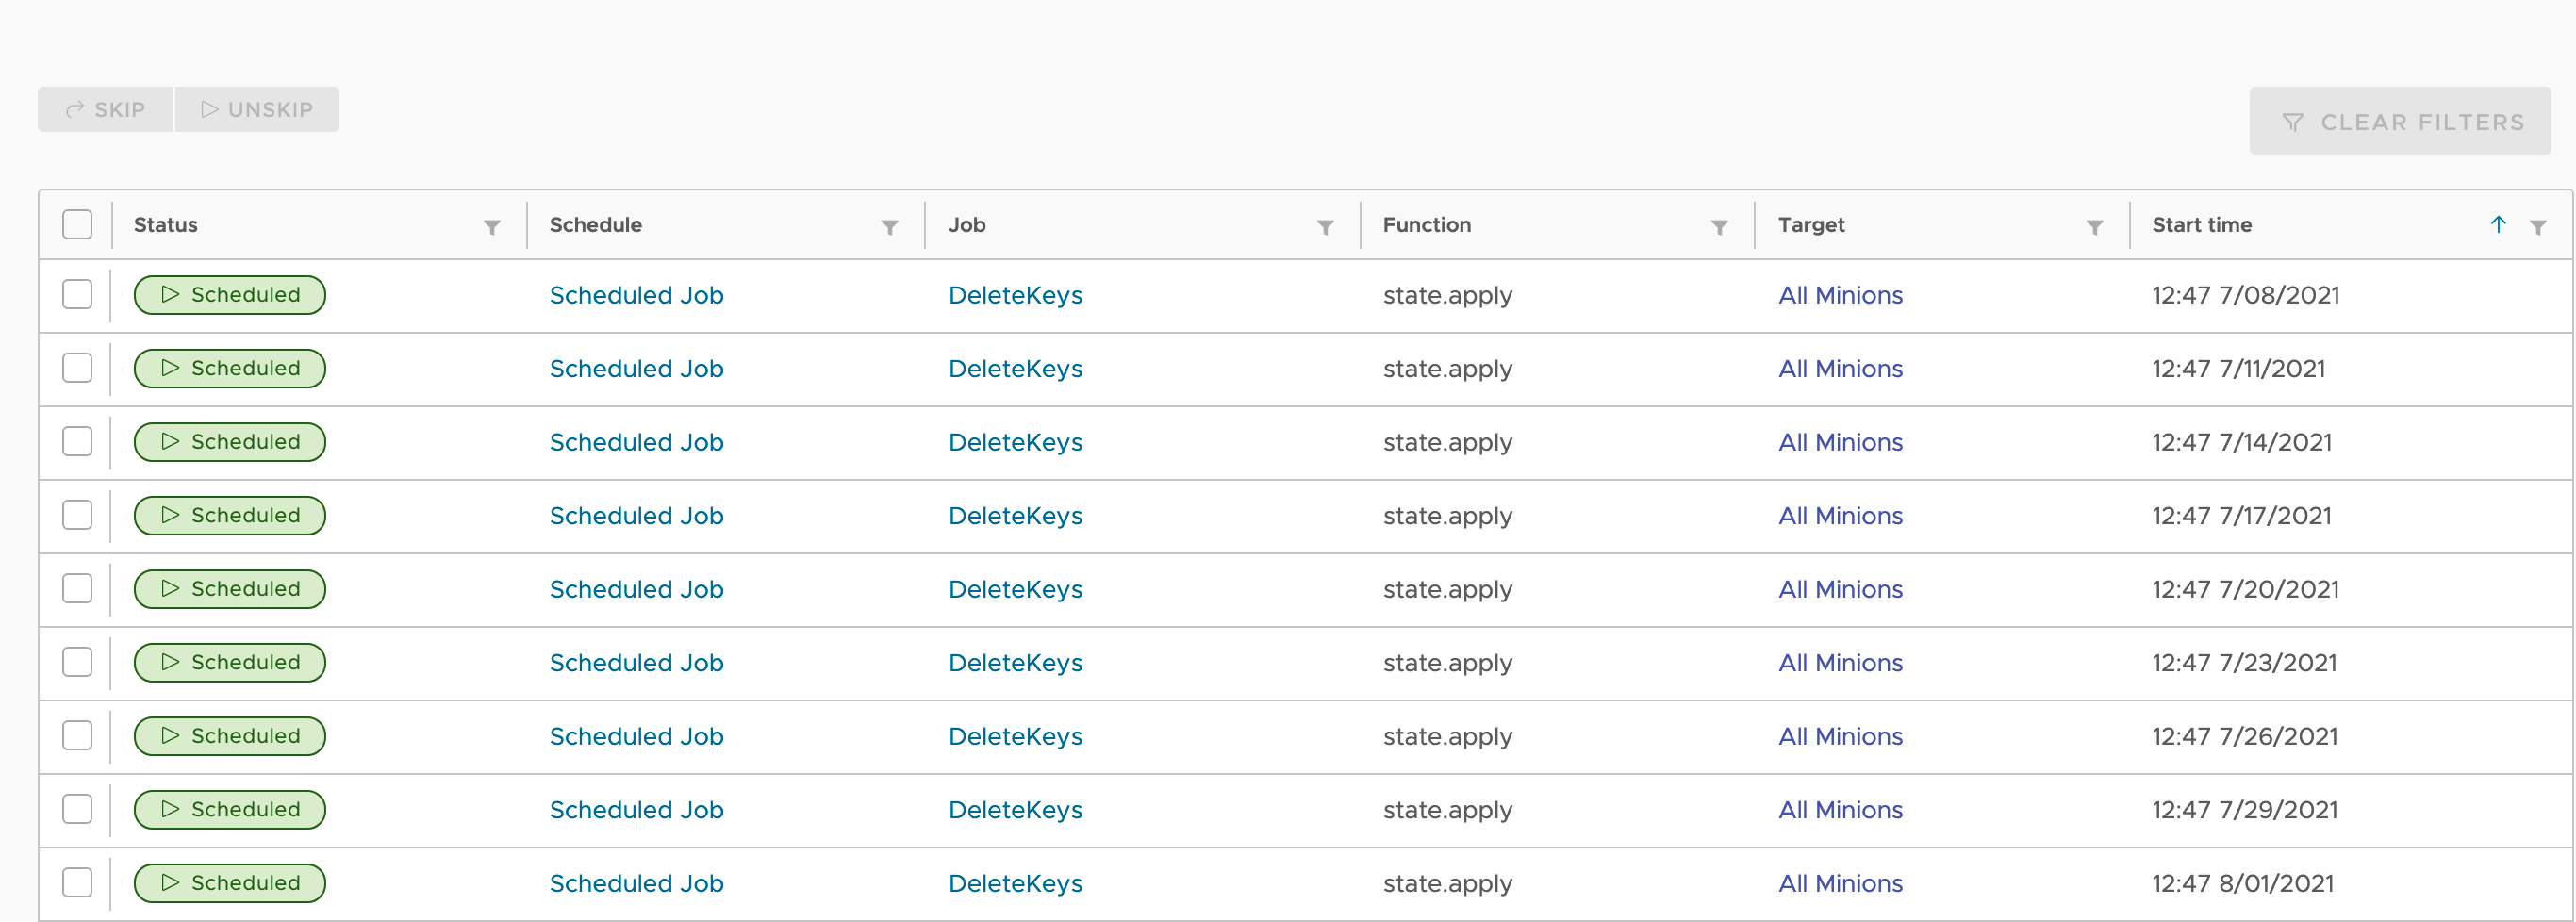 SKIP UNSKIP CLEAR FILTERS
Status Schedule Job Function Target Start time
Scheduled Scheduled Job DeleteKeys state.apply All Minions 12:47 7/08/2021
Scheduled Scheduled Job DeleteKeys state.apply All Minions 12:47 7/11/2021
Scheduled Scheduled Job DeleteKeys state.apply All Minions 12:47 7/14/2021
Scheduled Scheduled Job DeleteKeys state.apply All Minions 12:47 7/17/2021
Scheduled Scheduled Job DeleteKeys state.apply All Minions 12:47 7/20/2021
Scheduled Scheduled Job DeleteKeys state.apply All Minions 12:47 7/23/2021
Scheduled Scheduled Job DeleteKeys state.apply All Minions 12:47 7/26/2021
Scheduled Scheduled Job DeleteKeys state.apply All Minions 12:47 7/29/2021
Scheduled Scheduled Job DeleteKeys state.apply All Minions 12:47 8/01/2021